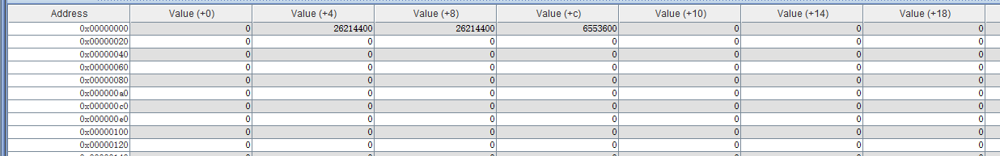 Address Value (+0) Value (+4) Value (+8) Value (+c) Value (+10) Value (+14) Value (+18)
0x00000000 0 26214400 26214400 6553600 0 0 0
0x00000020 0 0 0 0 0 0 0
0x00000040 0 0 0 0 0 0 0
0x00000060 0 0 0 0 0 0 0
0x00000080 0 0 0 0 0 0 0
0x000000a0 0 0 0 0 0 0 0
0x000000c0 0 0 0 0 0 0 0
0x000000e0 0 0 0 0 0 0 0
0x00000100 0 0 0 0 0 0 0
0x00000120 0 0 0 0 0 0 0